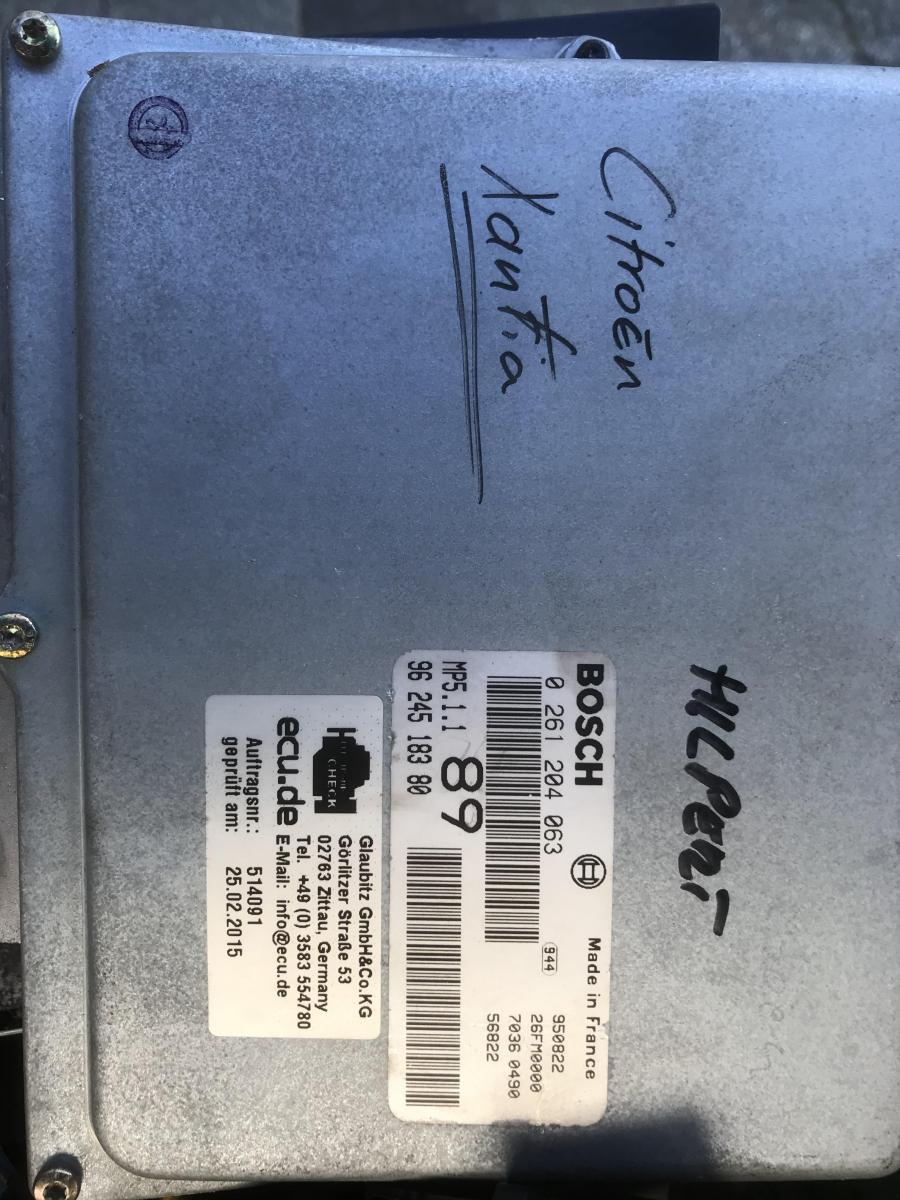 Citroën
Xantia
HILPERT
BOSCH
Made in France
0 261 204 063
944
950822
26FM0000
7036 0490
56822
MP5.1.1
89
96 245 183 80
CHECK
ecu.de
Glaubitz GmbH&Co.KG
Görlitzer Straße 53
02763 Zittau, Germany
Tel. +49 (0) 3583 554780
E-Mail: info@ecu.de
Auftragsnr.: 514091
geprüft am: 25.02.2015